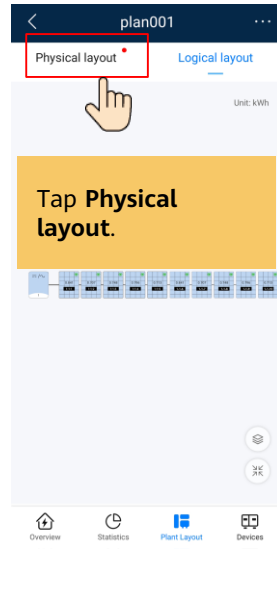 plan001
Physical layout
Logical layout
Unit: kWh
Tap Physical
layout.
Overview
Statistics
Plant Layout
Devices